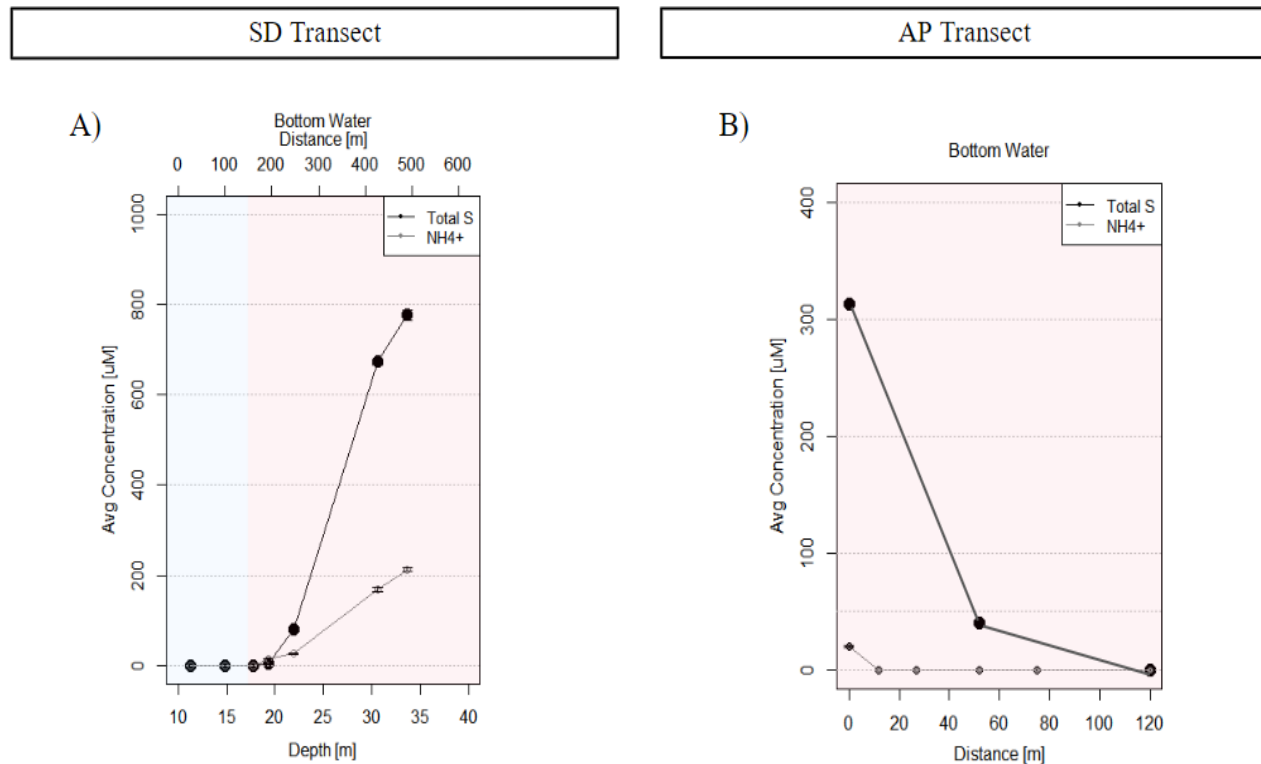 SD Transect
AP Transect
A)
Bottom Water
Distance [m]
0 100 200 300 400 500 600
Total S
NH4+
1000
800
600
400
200
0
Avg Concentration [uM]
10 15 20 25 30 35 40
Depth [m]
B)
Bottom Water
Total S
NH4+
400
300
200
100
0
Avg Concentration [uM]
0 20 40 60 80 100 120
Distance [m]